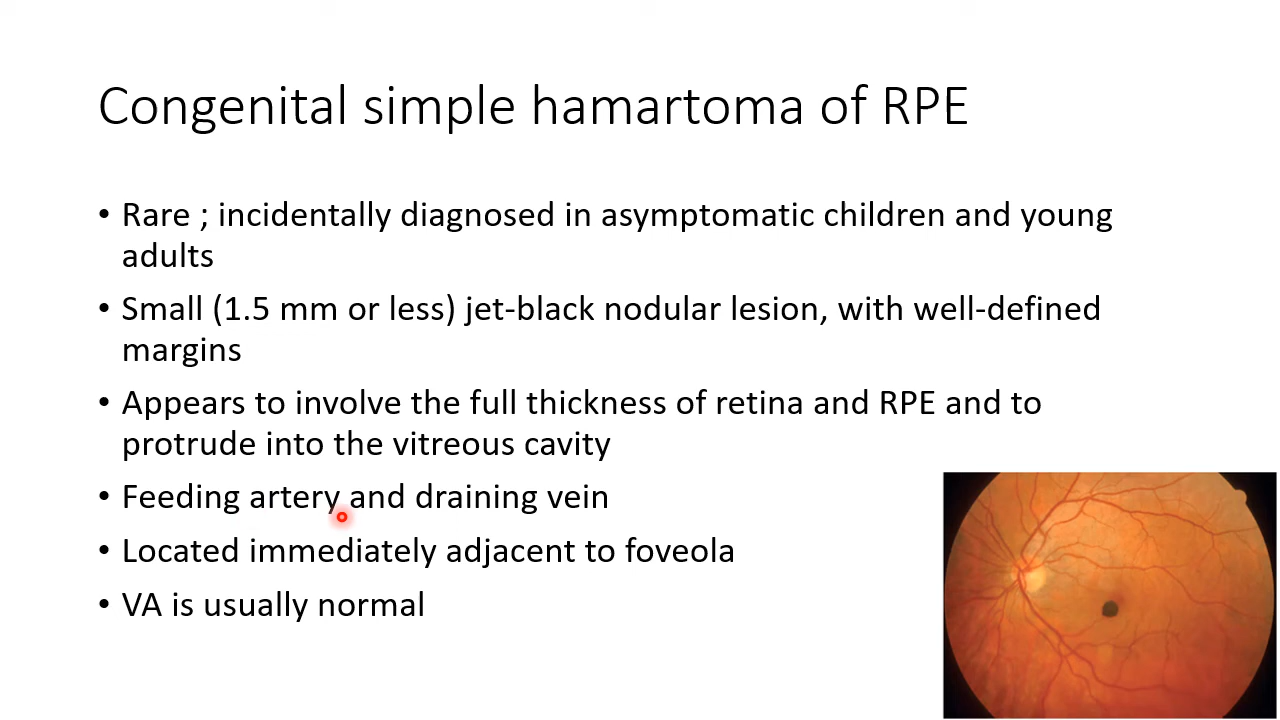 Congenital simple hamartoma of RPE
• Rare ; incidentally diagnosed in asymptomatic children and young
adults
• Small (1.5 mm or less) jet-black nodular lesion, with well-defined
margins
• Appears to involve the full thickness of retina and RPE and to
protrude into the vitreous cavity
• Feeding artery and draining vein
• Located immediately adjacent to foveola
• VA is usually normal